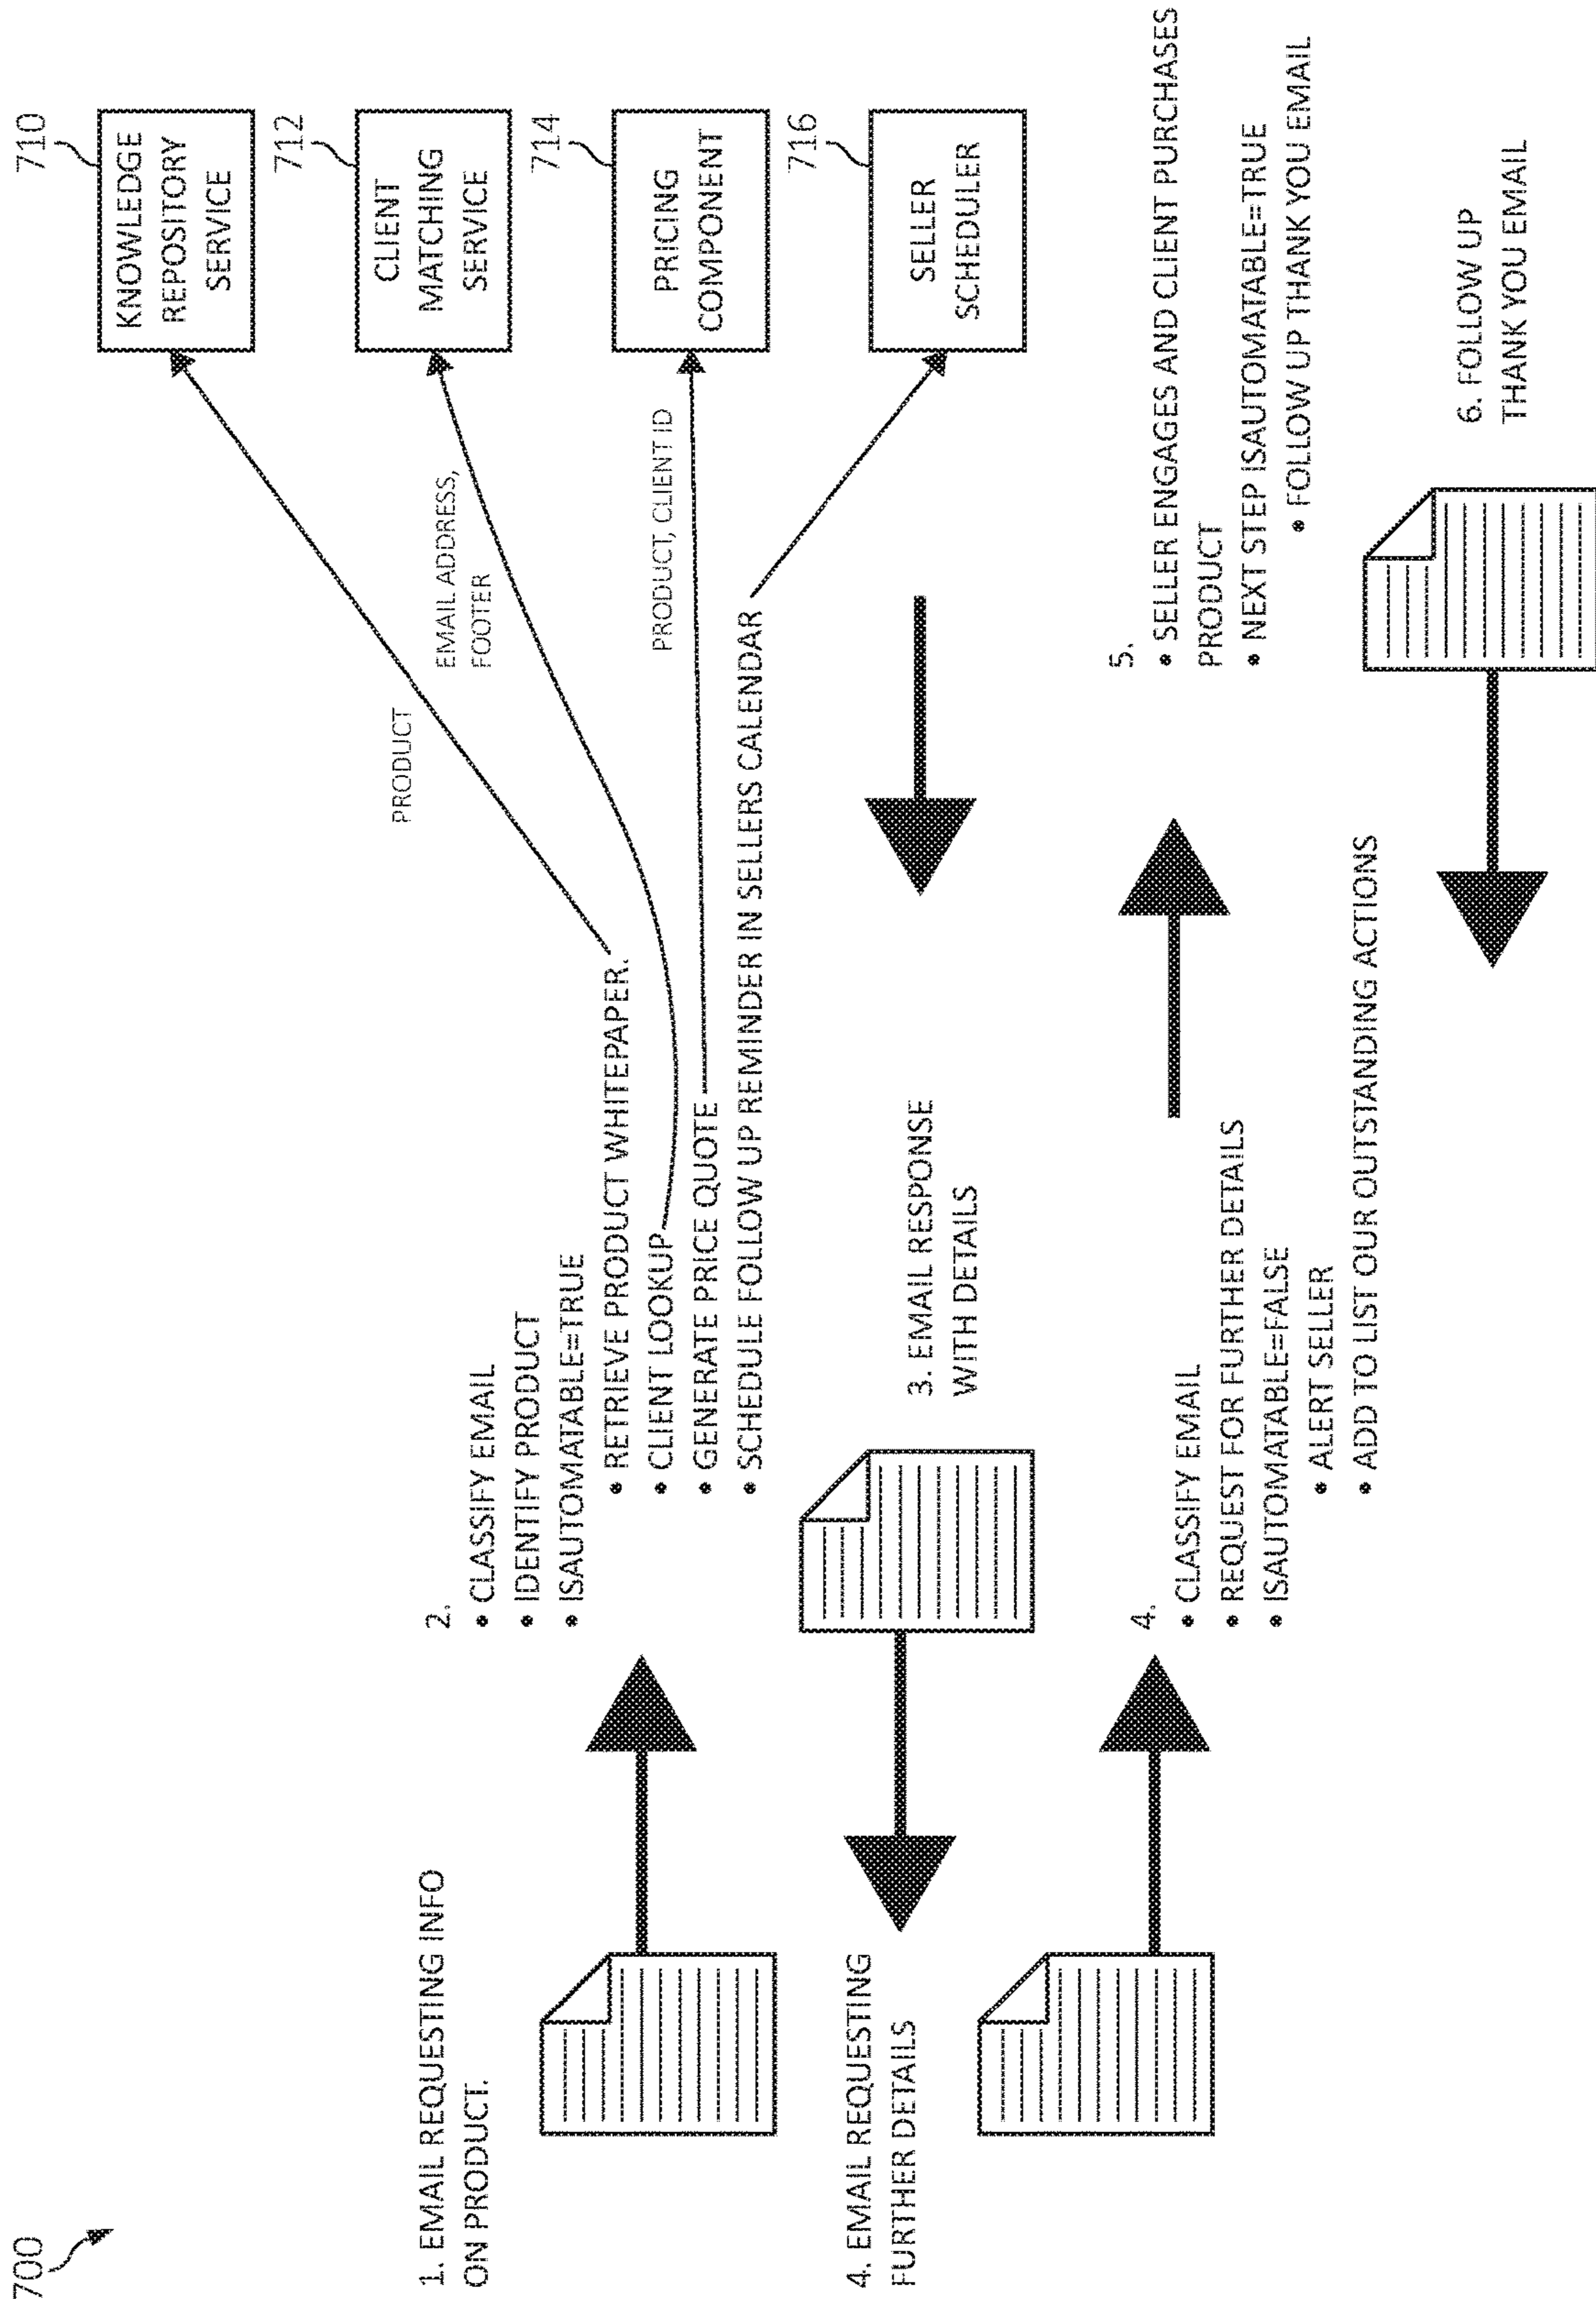 700
710
KNOWLEDGE
REPOSITORY
SERVICE
712
CLIENT
MATCHING
SERVICE
714
PRICING
COMPONENT
716
SELLER
SCHEDULER
PRODUCT
EMAIL ADDRESS,
FOOTER
PRODUCT, CLIENT ID
1. EMAIL REQUESTING INFO
ON PRODUCT.
2.
• CLASSIFY EMAIL
• IDENTIFY PRODUCT
• ISAUTOMATABLE=TRUE
• RETRIEVE PRODUCT WHITEPAPER.
• CLIENT LOOKUP
• GENERATE PRICE QUOTE
• SCHEDULE FOLLOW UP REMINDER IN SELLERS CALENDAR
3. EMAIL RESPONSE
WITH DETAILS
4. EMAIL REQUESTING
FURTHER DETAILS
4.
• CLASSIFY EMAIL
• REQUEST FOR FURTHER DETAILS
• ISAUTOMATABLE=FALSE
• ALERT SELLER
• ADD TO LIST OUR OUTSTANDING ACTIONS
5.
• SELLER ENGAGES AND CLIENT PURCHASES
PRODUCT
• NEXT STEP ISAUTOMATABLE=TRUE
• FOLLOW UP THANK YOU EMAIL
6. FOLLOW UP
THANK YOU EMAIL